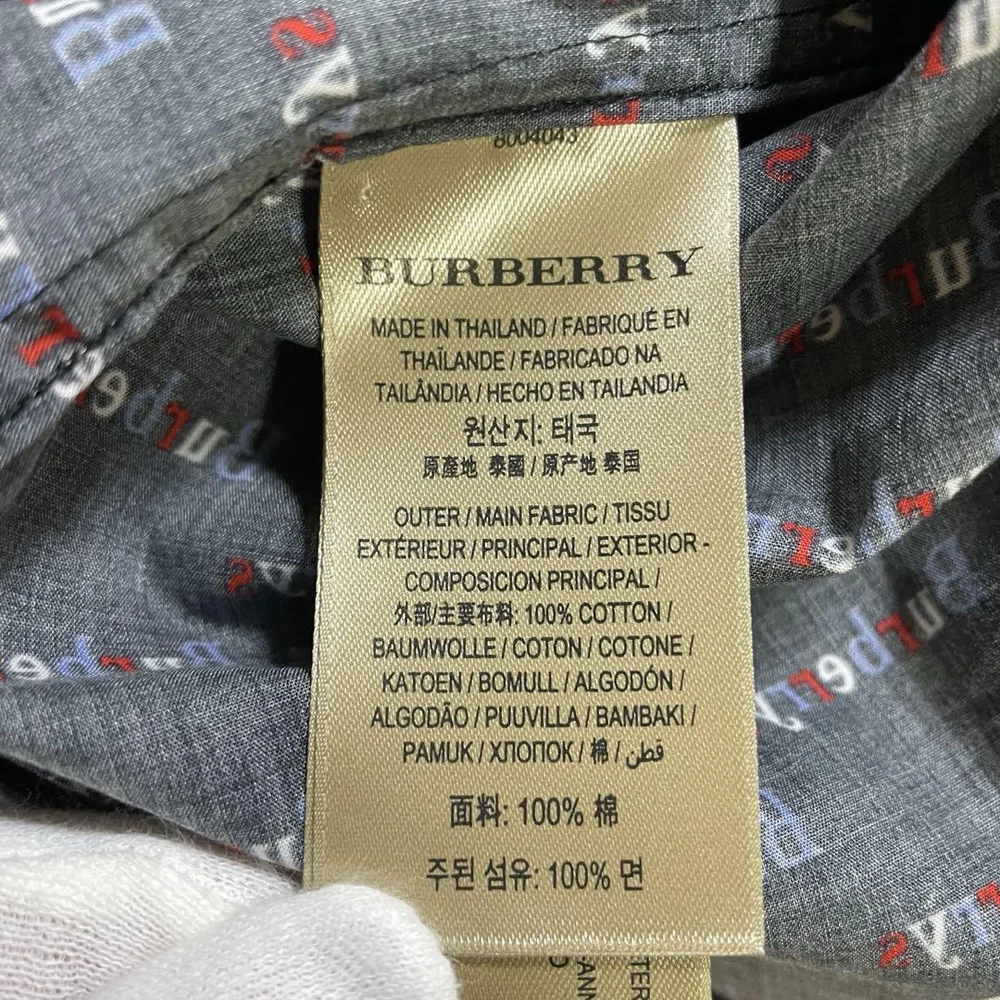 8004043
BURBERRY
MADE IN THAILAND / FABRIQUÉ EN
THAÏLANDE / FABRICADO NA
TAILÂNDIA / HECHO EN TAILANDIA
원산지: 태국
原產地 泰國 / 原产地 泰国
OUTER / MAIN FABRIC / TISSU
EXTÉRIEUR / PRINCIPAL / EXTERIOR -
COMPOSICION PRINCIPAL /
外部/主要布料: 100% COTTON /
BAUMWOLLE / COTON / COTONE /
KATOEN / BOMULL / ALGODÓN /
ALGODÃO / PUUVILLA / BAMBAKI /
PAMUK / ХЛОПОК / 棉 / قطن
面料: 100% 棉
주된 섬유: 100% 면